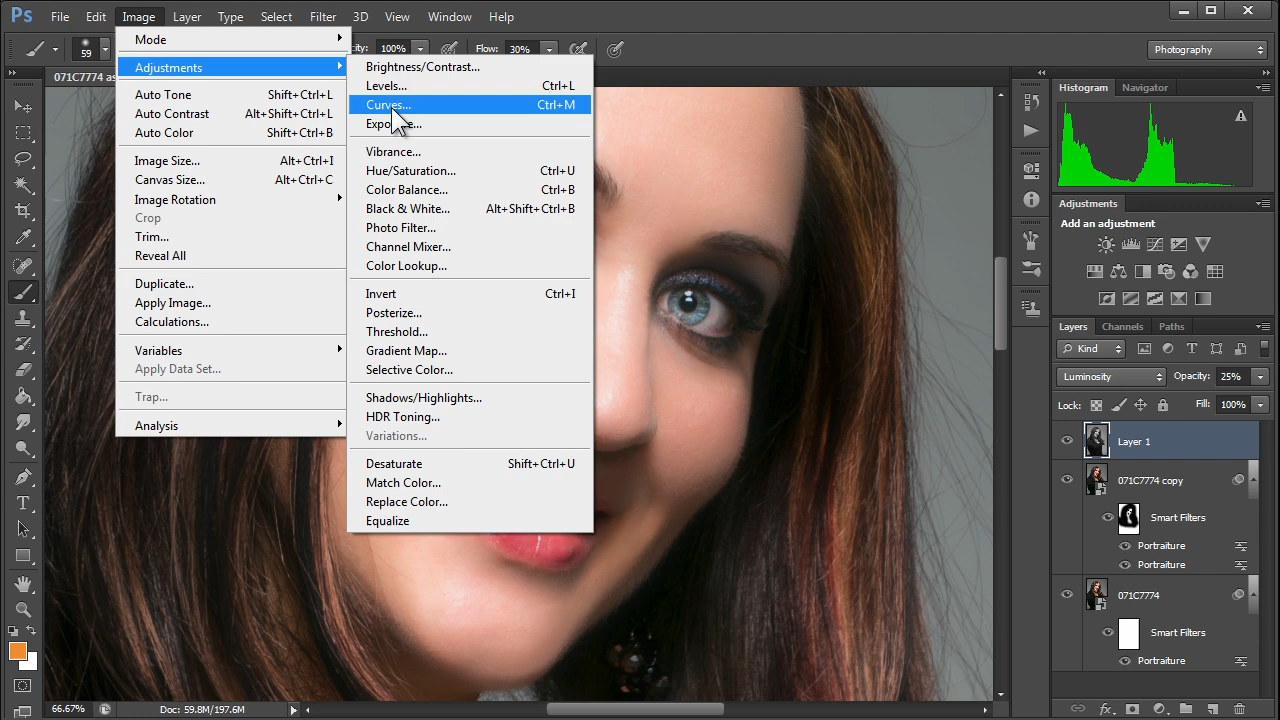 Ps File Edit Image Layer Type Select Filter 3D View Window Help
59 100% Flow: 30% Photography
Mode
Adjustments
Auto Tone Shift+Ctrl+L
Auto Contrast Alt+Shift+Ctrl+L
Auto Color Shift+Ctrl+B
Image Size... Alt+Ctrl+I
Canvas Size... Alt+Ctrl+C
Image Rotation
Crop
Trim...
Reveal All
Duplicate...
Apply Image...
Calculations...
Variables
Apply Data Set...
Trap...
Analysis
Brightness/Contrast...
Levels... Ctrl+L
Curves... Ctrl+M
Vibrance...
Hue/Saturation... Ctrl+U
Color Balance... Ctrl+B
Black & White... Alt+Shift+Ctrl+B
Photo Filter...
Channel Mixer...
Color Lookup...
Invert Ctrl+I
Posterize...
Threshold...
Gradient Map...
Selective Color...
Shadows/Highlights...
HDR Toning...
Variations...
Desaturate Shift+Ctrl+U
Match Color...
Replace Color...
Equalize
071C7774
Histogram Navigator
Adjustments
Add an adjustment
Layers Channels Paths
Kind
Luminosity Opacity: 25%
Lock: Fill: 100%
Layer 1
071C7774 copy
Smart Filters
Portraiture
Portraiture
071C7774
Smart Filters
Portraiture
66.67% Doc: 59.8M/197.6M